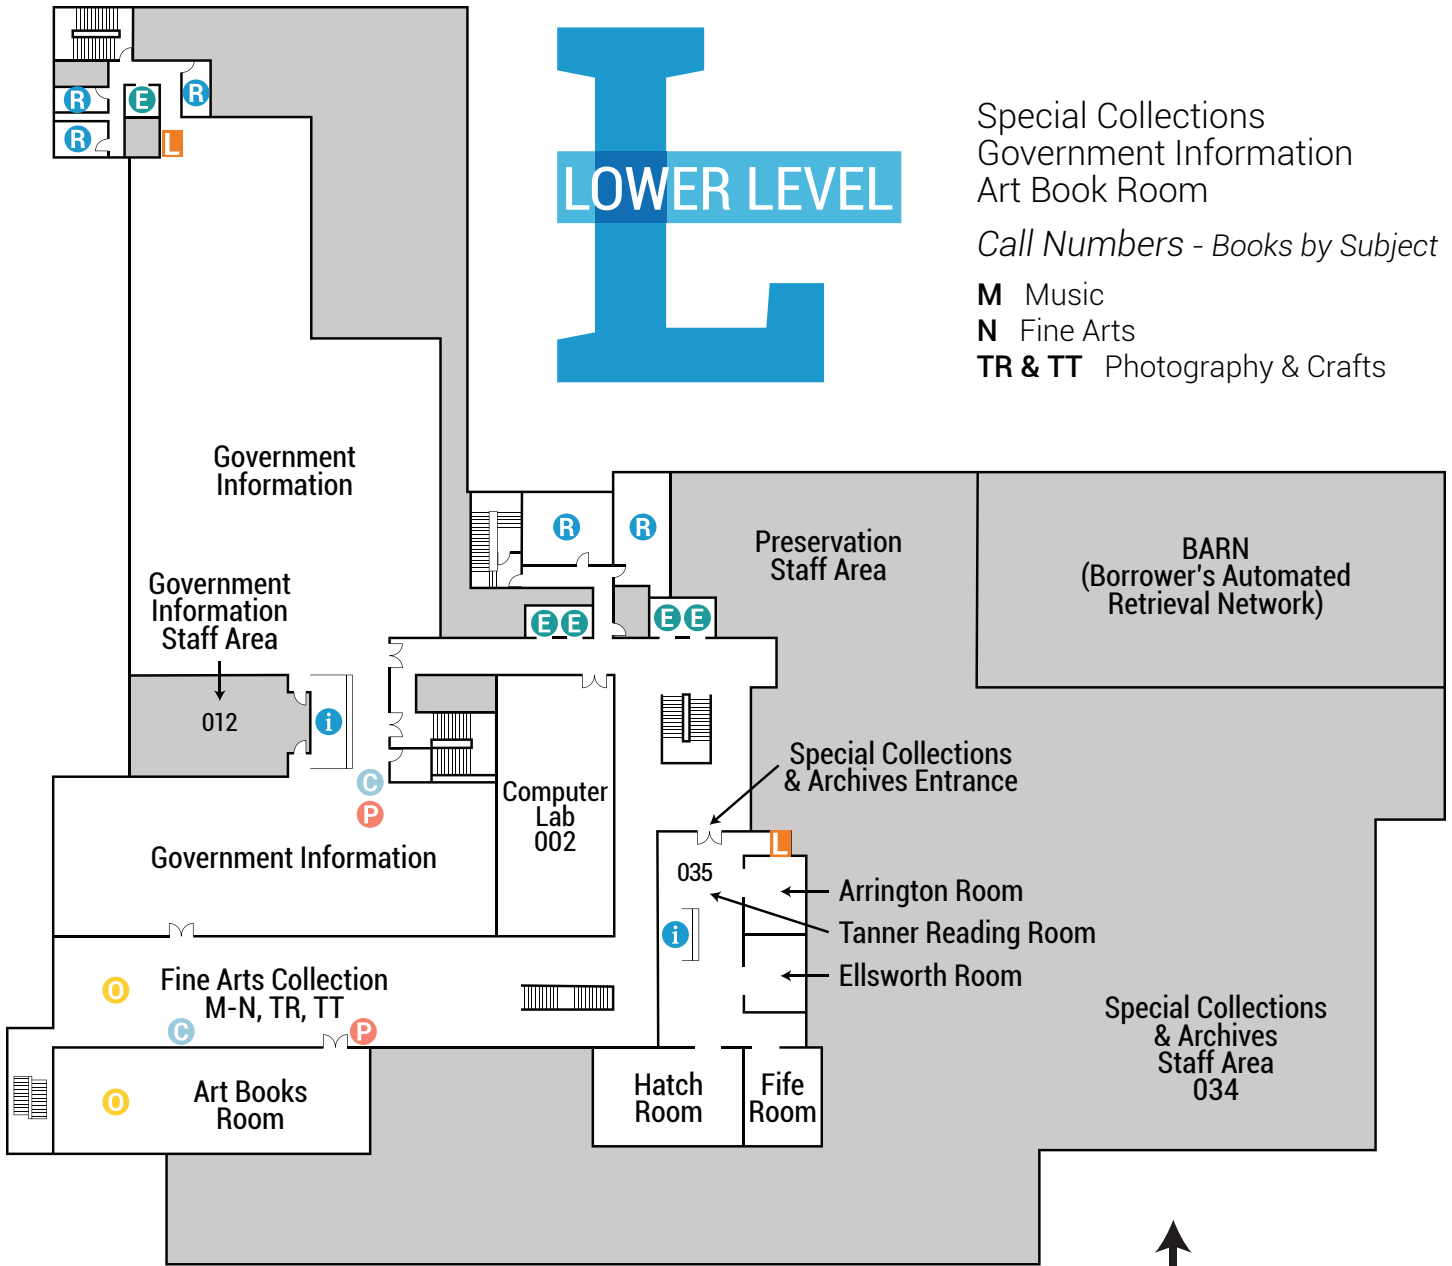 LOWER LEVEL
Special Collections
Government Information
Art Book Room
Call Numbers - Books by Subject
M Music
N Fine Arts
TR & TT Photography & Crafts
R
E
R
R
L
Government
Information
R
R
Preservation
Staff Area
BARN
(Borrower's Automated
Retrieval Network)
Government
Information
Staff Area
E E
E E
012
i
C
P
Computer
Lab
002
Special Collections
& Archives Entrance
Government Information
L
035
Arrington Room
Tanner Reading Room
Ellsworth Room
i
O
Fine Arts Collection
M-N, TR, TT
C
P
Special Collections
& Archives
Staff Area
034
O
Art Books
Room
Hatch
Room
Fife
Room